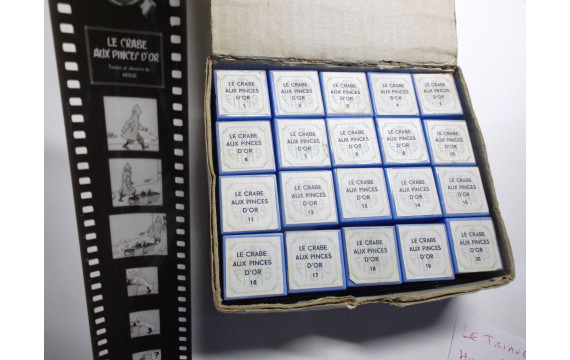 LE CRABE
AUX PINCES D'OR
Textes et dessins de
HERGÉ
LE CRABE
AUX PINCES
D'OR
1
LE CRABE
AUX PINCES
D'OR
2
LE CRABE
AUX PINCES
D'OR
3
LE CRABE
AUX PINCES
D'OR
4
LE CRABE
AUX PINCES
D'OR
5
LE CRABE
AUX PINCES
D'OR
6
LE CRABE
AUX PINCES
D'OR
7
LE CRABE
AUX PINCES
D'OR
8
LE CRABE
AUX PINCES
D'OR
9
LE CRABE
AUX PINCES
D'OR
10
LE CRABE
AUX PINCES
D'OR
11
LE CRABE
AUX PINCES
D'OR
12
LE CRABE
AUX PINCES
D'OR
13
LE CRABE
AUX PINCES
D'OR
14
LE CRABE
AUX PINCES
D'OR
15
LE CRABE
AUX PINCES
D'OR
16
LE CRABE
AUX PINCES
D'OR
17
LE CRABE
AUX PINCES
D'OR
18
LE CRABE
AUX PINCES
D'OR
19
LE CRABE
AUX PINCES
D'OR
20